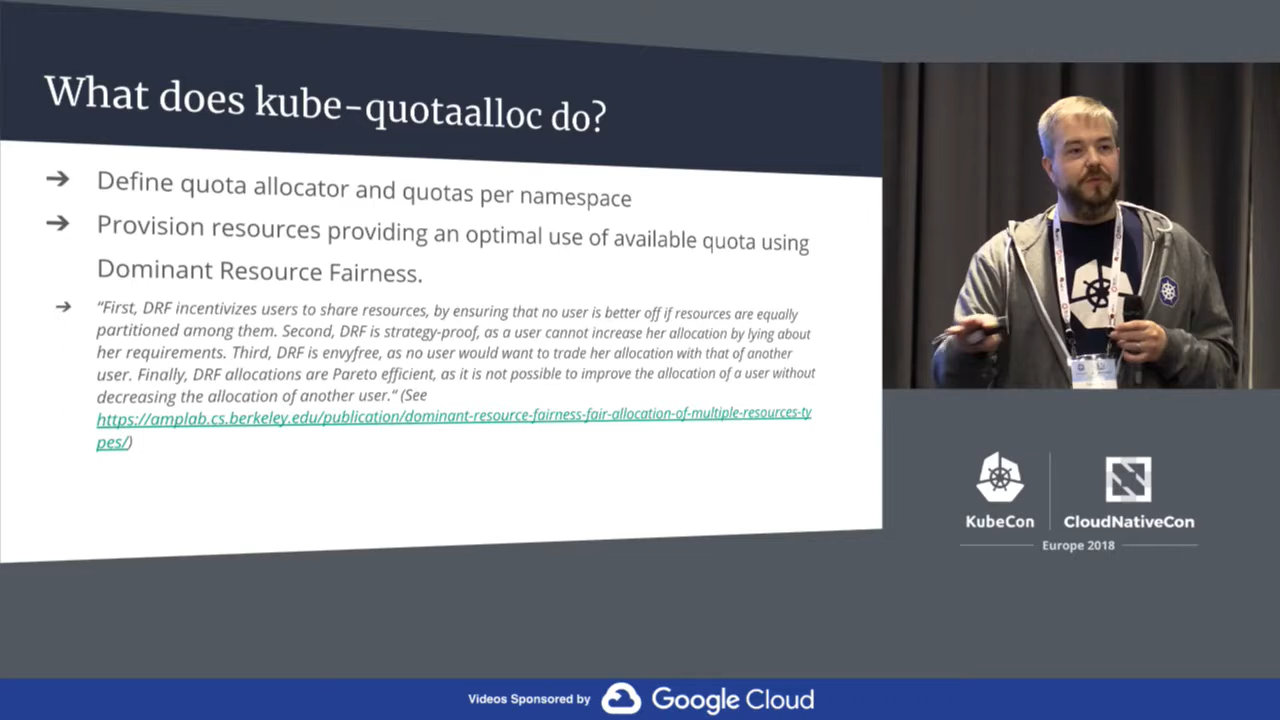 What does kube-quotaalloc do?
➔ Define quota allocator and quotas per namespace
➔ Provision resources providing an optimal use of available quota using
Dominant Resource Fairness.
➔ “First, DRF incentivizes users to share resources, by ensuring that no user is better off if resources are equally
partitioned among them. Second, DRF is strategy-proof, as a user cannot increase her allocation by lying about
her requirements. Third, DRF is envyfree, as no user would want to trade her allocation with that of another
user. Finally, DRF allocations are Pareto efficient, as it is not possible to improve the allocation of a user without
decreasing the allocation of another user.” (See
https://amplab.cs.berkeley.edu/publication/dominant-resource-fairness-fair-allocation-of-multiple-resources-ty
pes/)
KubeCon
CloudNativeCon
Europe 2018
Videos Sponsored by
Google Cloud